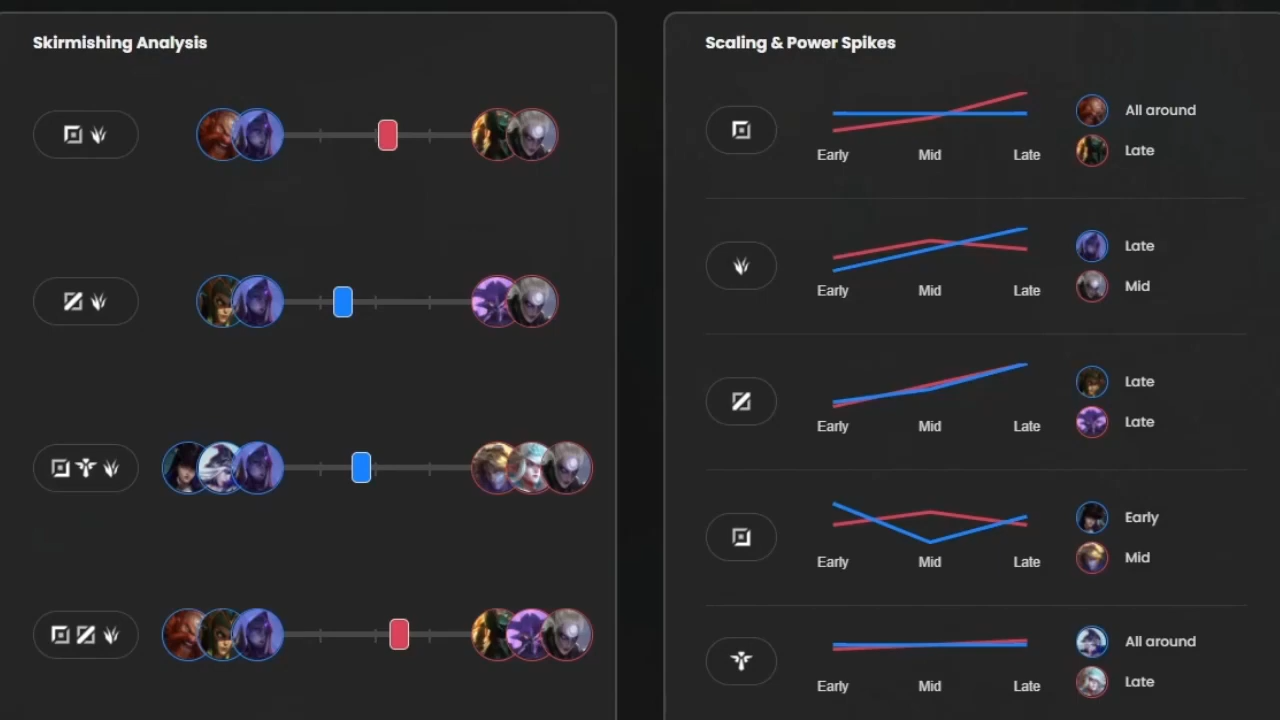 Skirmishing Analysis
Scaling & Power Spikes
All around
Late
Early Mid Late
Late
Mid
Early Mid Late
Late
Late
Early Mid Late
Early
Mid
Early Mid Late
All around
Late
Early Mid Late